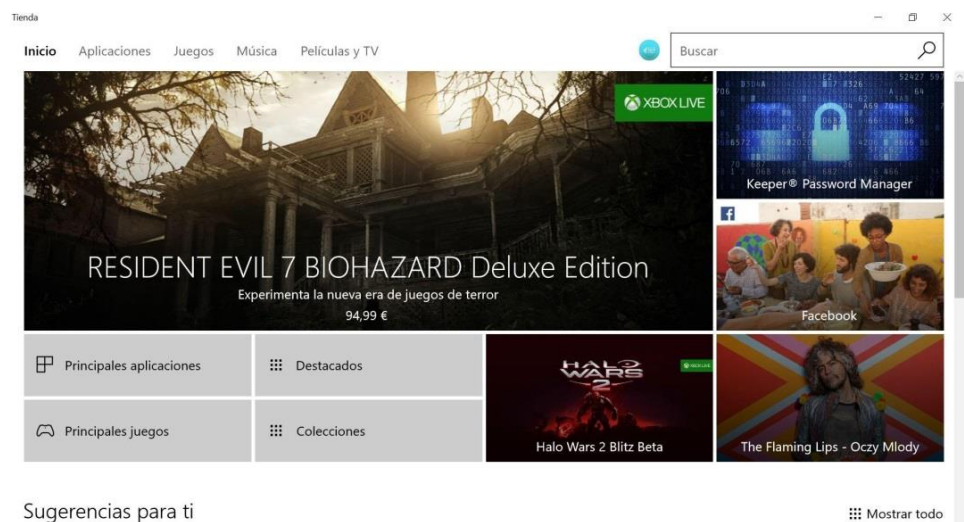 Tienda
Inicio Aplicaciones Juegos Música Películas y TV
Buscar
XBOX LIVE
RESIDENT EVIL 7 BIOHAZARD Deluxe Edition
Experimenta la nueva era de juegos de terror
94,99 €
Keeper® Password Manager
Facebook
Principales aplicaciones
Destacados
Principales juegos
Colecciones
HALO WARS 2
XBOX LIVE
Halo Wars 2 Blitz Beta
The Flaming Lips - Oczy Mlody
Sugerencias para ti
Mostrar todo